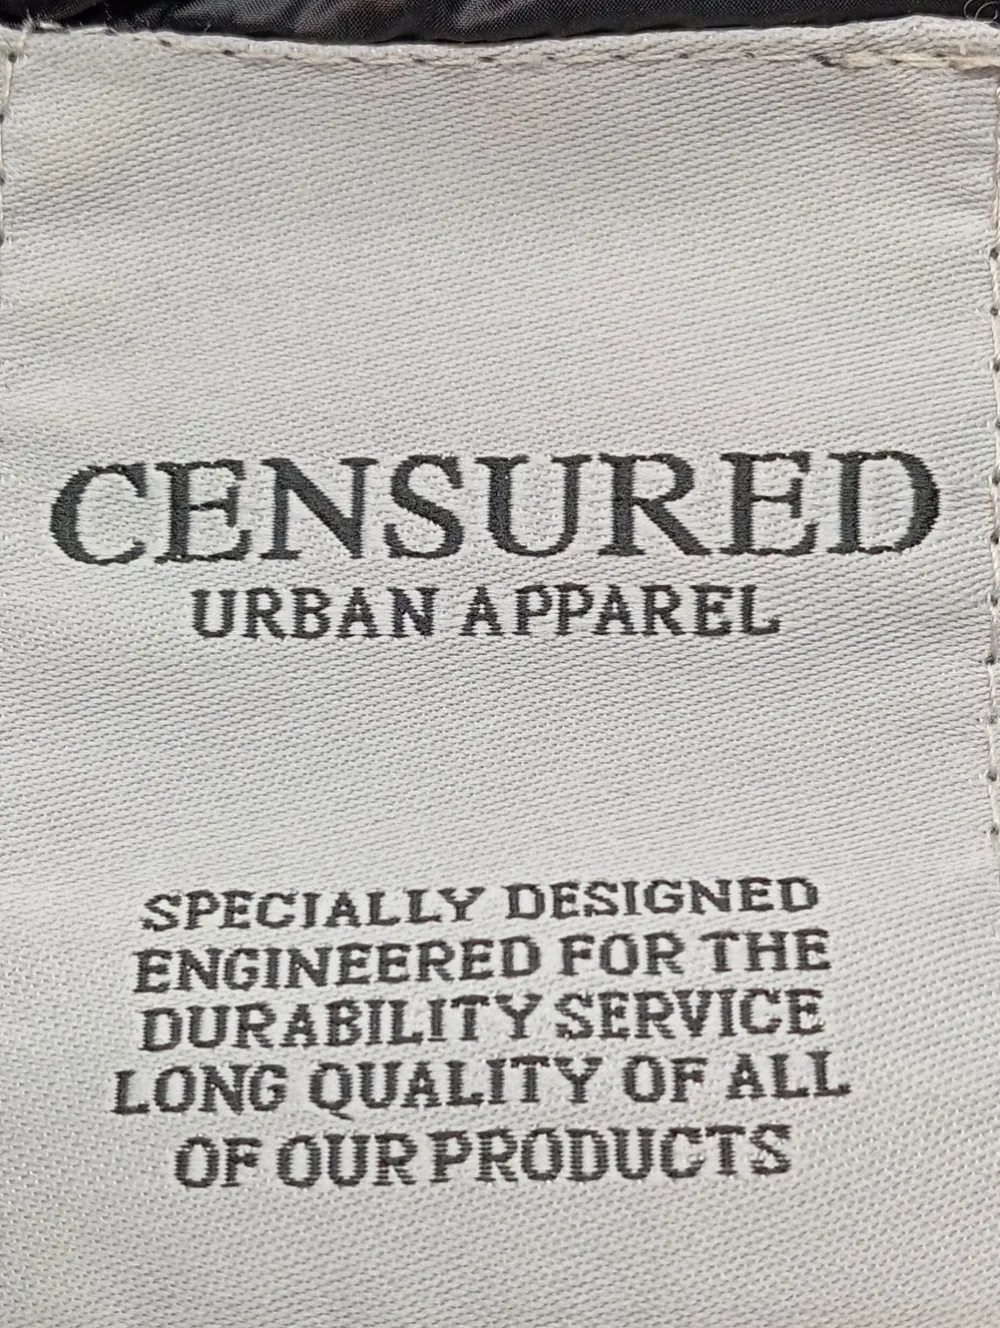 CENSURED
URBAN APPAREL
SPECIALLY DESIGNED
ENGINEERED FOR THE
DURABILITY SERVICE
LONG QUALITY OF ALL
OF OUR PRODUCTS